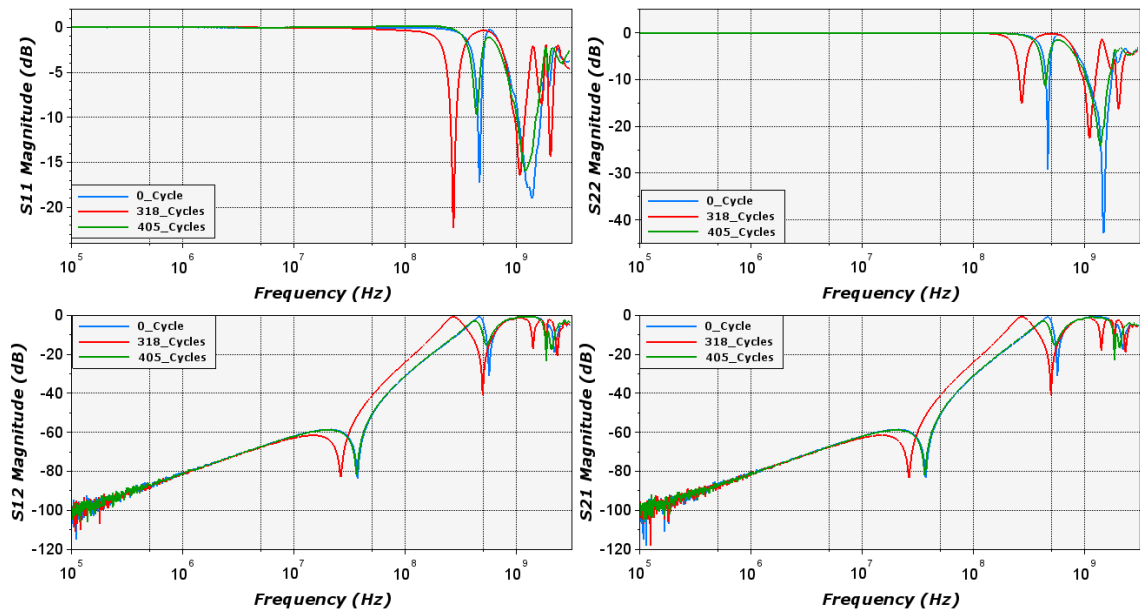 S11 Magnitude (dB)
0
-5
-10
-15
-20
0_Cycle
318_Cycles
405_Cycles
10^5 10^6 10^7 10^8 10^9
Frequency (Hz)
S22 Magnitude (dB)
0
-10
-20
-30
-40
0_Cycle
318_Cycles
405_Cycles
10^5 10^6 10^7 10^8 10^9
Frequency (Hz)
S12 Magnitude (dB)
0
-20
-40
-60
-80
-100
-120
0_Cycle
318_Cycles
405_Cycles
10^5 10^6 10^7 10^8 10^9
Frequency (Hz)
S21 Magnitude (dB)
0
-20
-40
-60
-80
-100
-120
0_Cycle
318_Cycles
405_Cycles
10^5 10^6 10^7 10^8 10^9
Frequency (Hz)